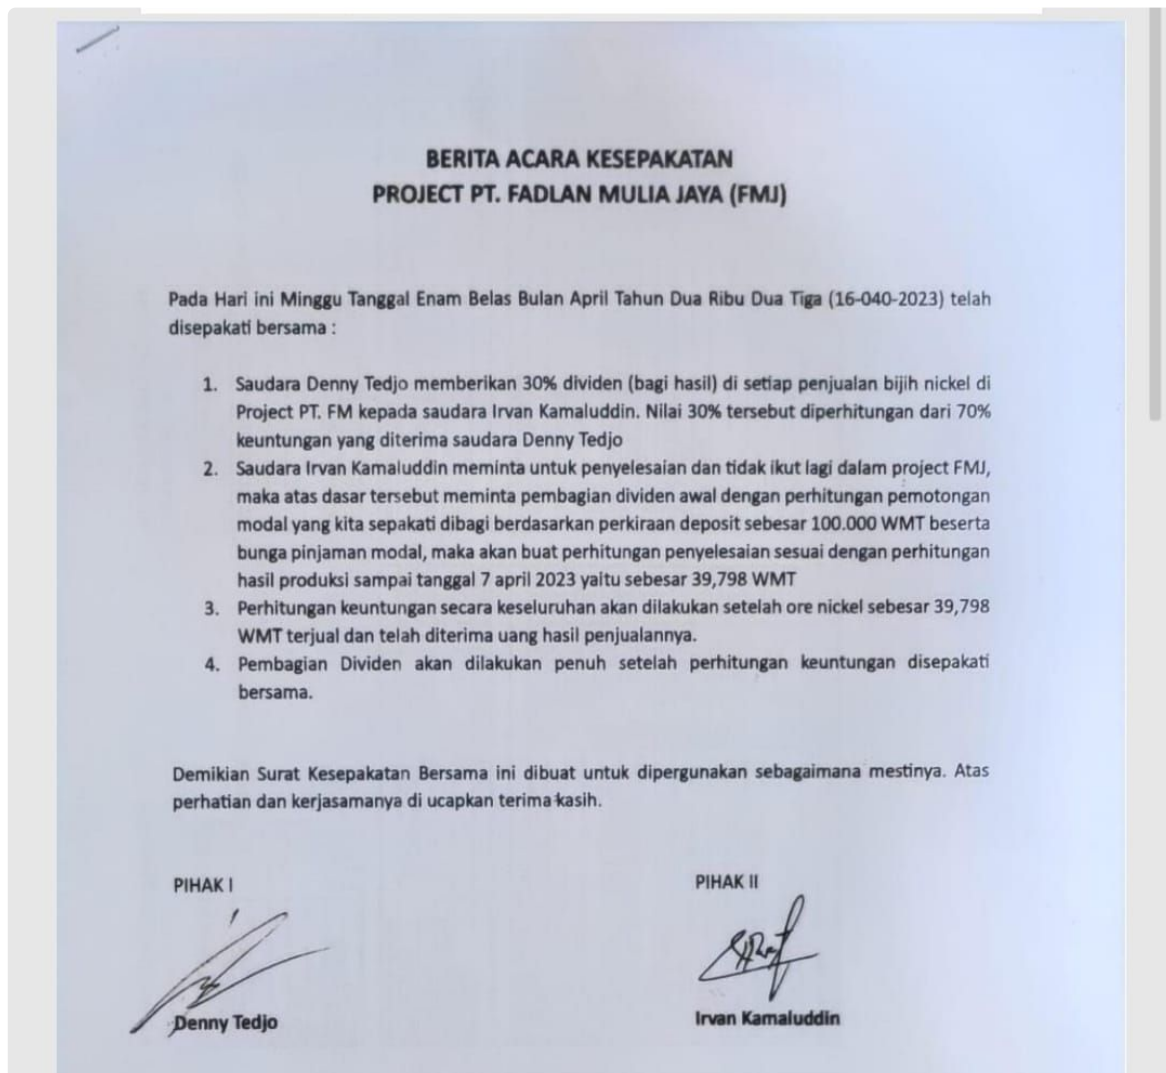 BERITA ACARA KESEPAKATAN
PROJECT PT. FADLAN MULIA JAYA (FMJ)
Pada Hari ini Minggu Tanggal Enam Belas Bulan April Tahun Dua Ribu Dua Tiga (16-040-2023) telah
disepakati bersama :
1. Saudara Denny Tedjo memberikan 30% dividen (bagi hasil) di setiap penjualan bijih nickel di
Project PT. FM kepada saudara Irvan Kamaluddin. Nilai 30% tersebut diperhitungan dari 70%
keuntungan yang diterima saudara Denny Tedjo
2. Saudara Irvan Kamaluddin meminta untuk penyelesaian dan tidak ikut lagi dalam project FMJ,
maka atas dasar tersebut meminta pembagian dividen awal dengan perhitungan pemotongan
modal yang kita sepakati dibagi berdasarkan perkiraan deposit sebesar 100.000 WMT beserta
bunga pinjaman modal, maka akan buat perhitungan penyelesaian sesuai dengan perhitungan
hasil produksi sampai tanggal 7 april 2023 yaitu sebesar 39,798 WMT
3. Perhitungan keuntungan secara keseluruhan akan dilakukan setelah ore nickel sebesar 39,798
WMT terjual dan telah diterima uang hasil penjualannya.
4. Pembagian Dividen akan dilakukan penuh setelah perhitungan keuntungan disepakati
bersama.
Demikian Surat Kesepakatan Bersama ini dibuat untuk dipergunakan sebagaimana mestinya. Atas
perhatian dan kerjasamanya di ucapkan terima kasih.
PIHAK I
PIHAK II
Denny Tedjo
Irvan Kamaluddin